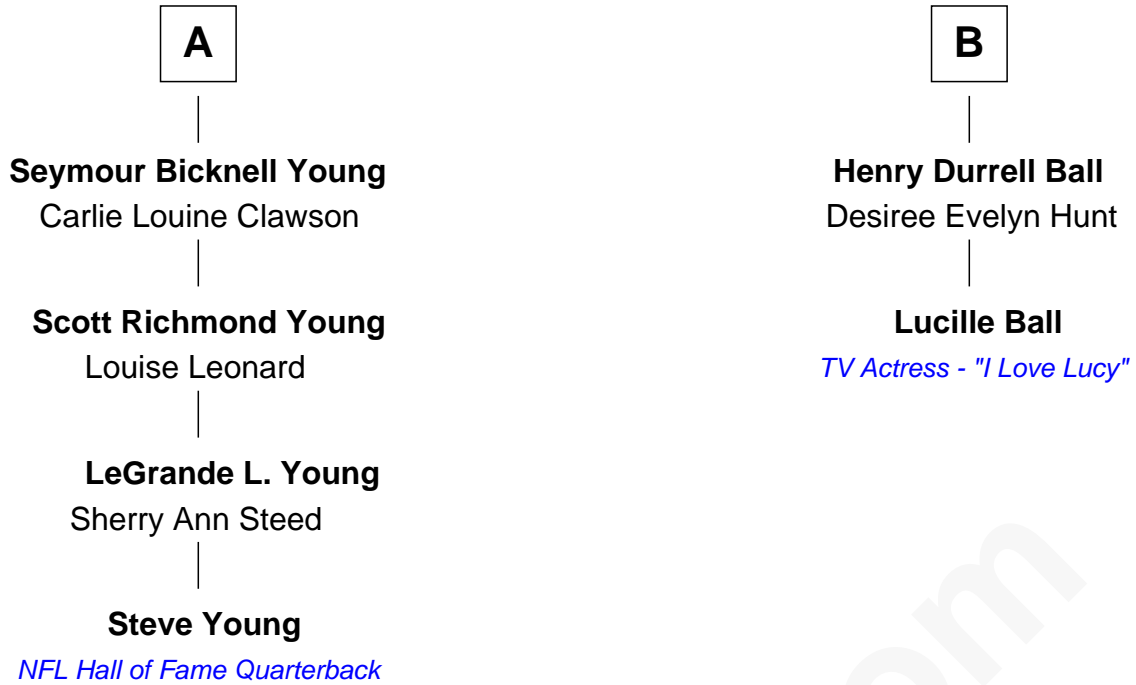 A
Seymour Bicknell Young
Carlie Louine Clawson
Scott Richmond Young
Louise Leonard
LeGrande L. Young
Sherry Ann Steed
Steve Young
NFL Hall of Fame Quarterback
B
Henry Durrell Ball
Desiree Evelyn Hunt
Lucille Ball
TV Actress - "I Love Lucy"
om